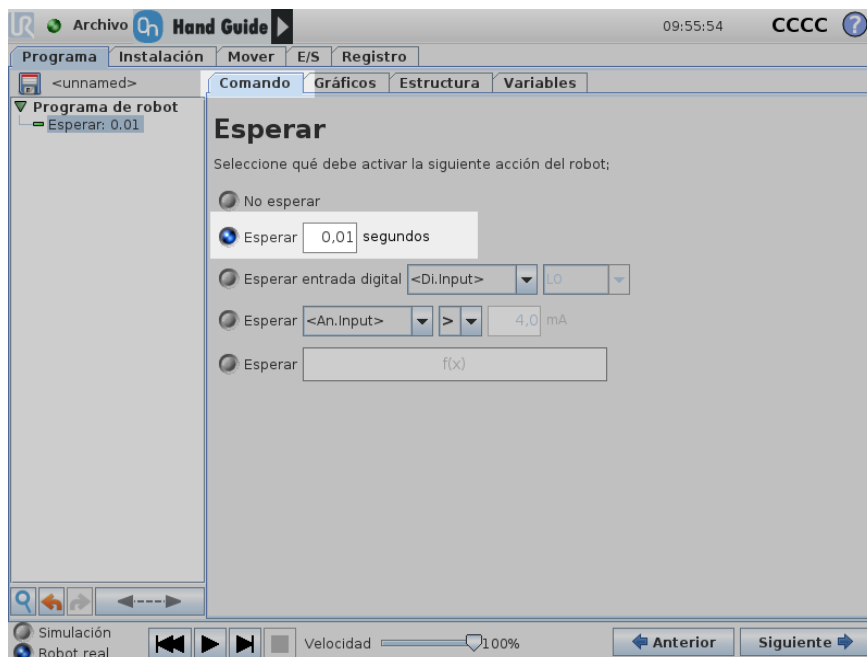 UR Archivo On Hand Guide 09:55:54 CCCC ?
Programa Instalación Mover E/S Registro
<unnamed> Comando Gráficos Estructura Variables
Programa de robot
Esperar: 0.01
Esperar
Seleccione qué debe activar la siguiente acción del robot;
No esperar
Esperar 0,01 segundos
Esperar entrada digital <Di.Input> LO
Esperar <An.Input> > 4,0 mA
Esperar f(x)
Simulación
Robot real
Velocidad 100% Anterior Siguiente